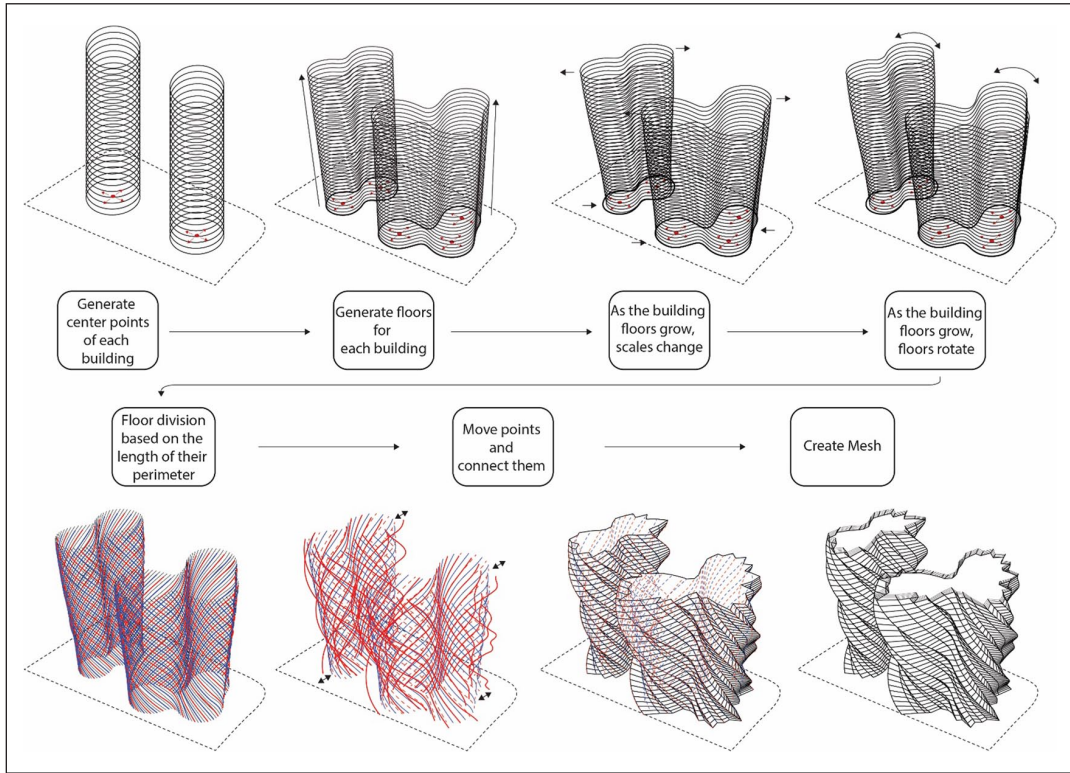 Generate
center points
of each
building
Generate floors
for
each building
As the building
floors grow,
scales change
As the building
floors grow,
floors rotate
Floor division
based on the
length of their
perimeter
Move points
and
connect them
Create Mesh